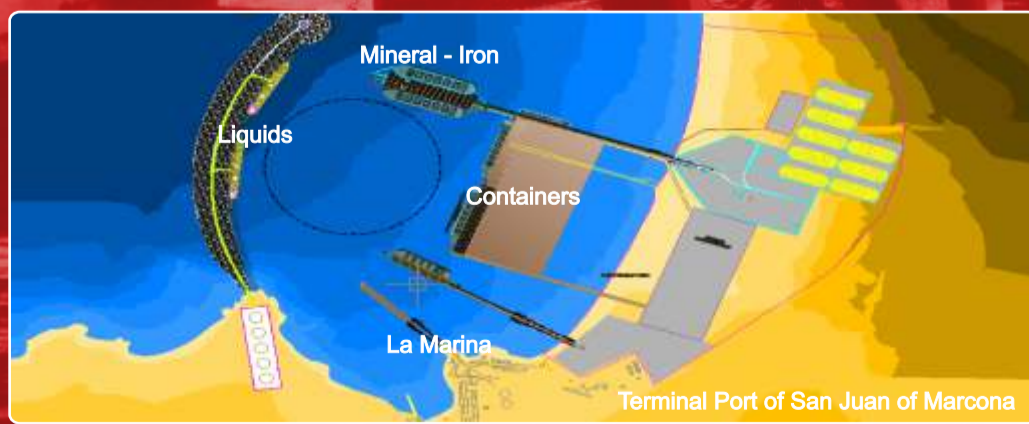 Mineral - Iron
Liquids
Containers
La Marina
Terminal Port of San Juan of Marcona